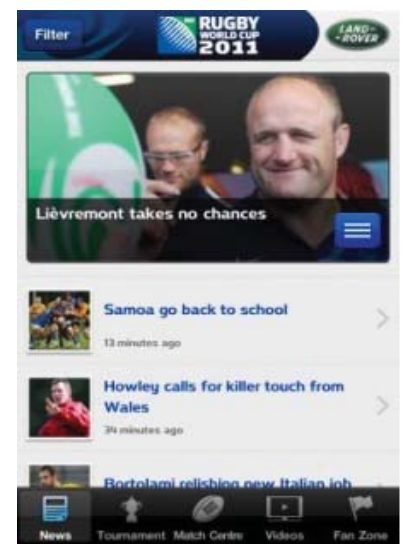 Filter
RUGBY
WORLD CUP
2011
LAND-
-ROVER
Lièvremont takes no chances
Samoa go back to school
13 minutes ago
Howley calls for killer touch from
Wales
34 minutes ago
Bortolami relishing new Italian job
News Tournament Match Centre Videos Fan Zone